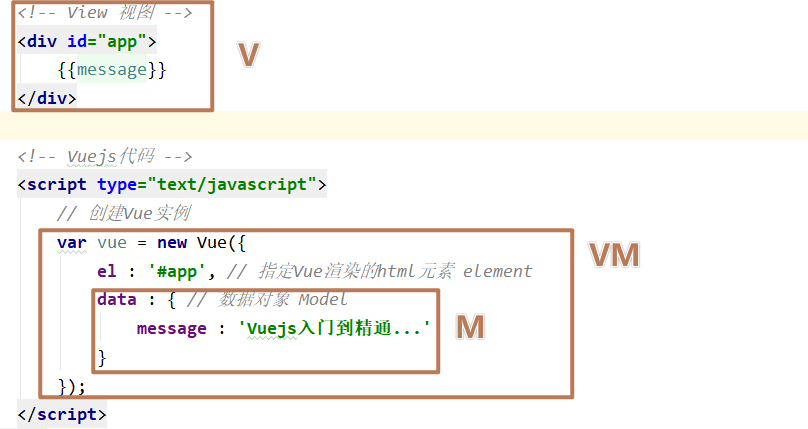 <!-- View 视图 -->
<div id="app">
{{message}}
</div>
V
<!-- Vuejs代码 -->
<script type="text/javascript">
// 创建Vue实例
var vue = new Vue({
el : '#app', // 指定Vue渲染的html元素 element
data : { // 数据对象 Model
message : 'Vuejs入门到精通...'
}
});
</script>
VM
M